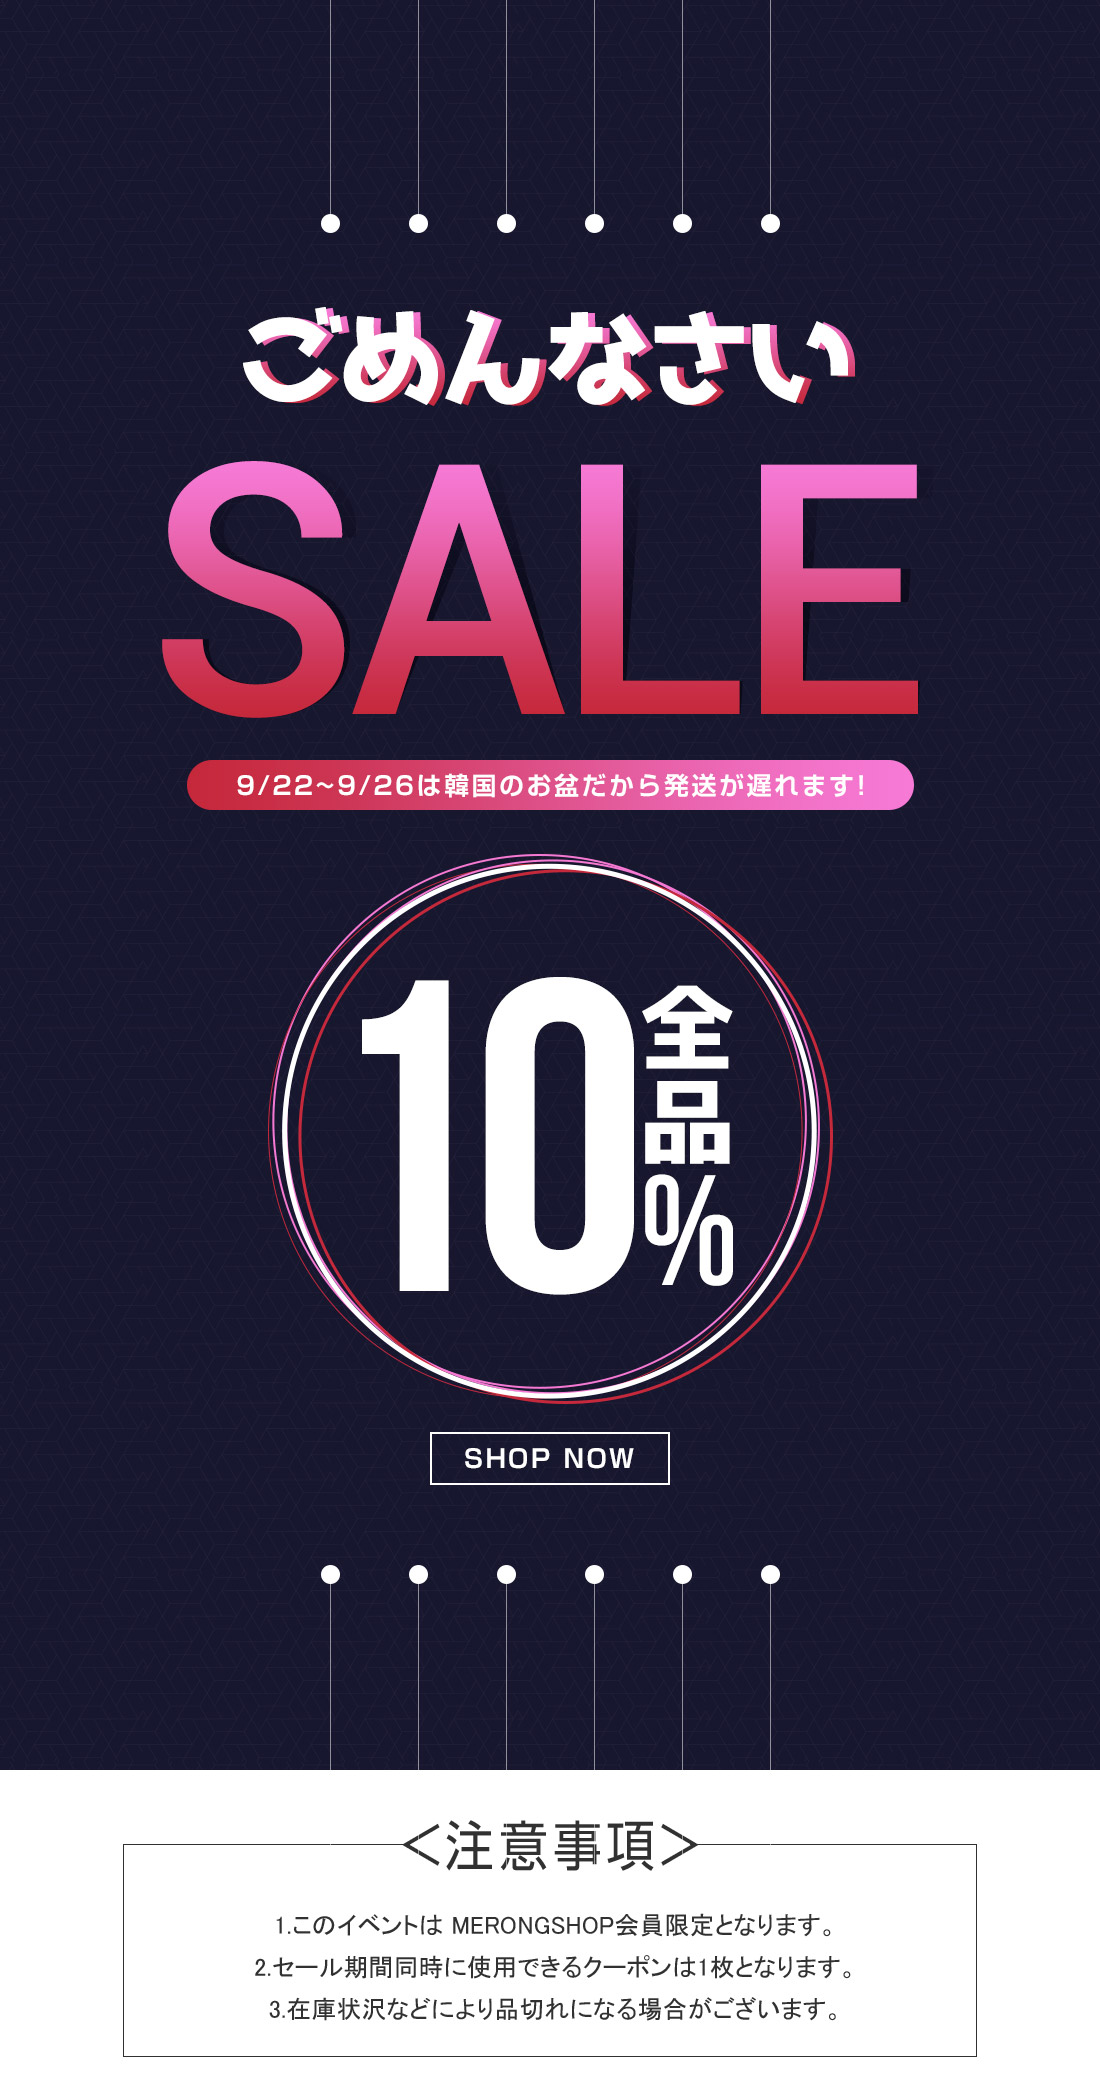 ごめんなさい
SALE
9/22~9/26は韓国のお盆だから発送が遅れます!
10全品%
SHOP NOW
<注意事項>
1.このイベントは MERONGSHOP会員限定となります。
2.セール期間同時に使用できるクーポンは1枚となります。
3.在庫状況などにより品切れになる場合がございます。